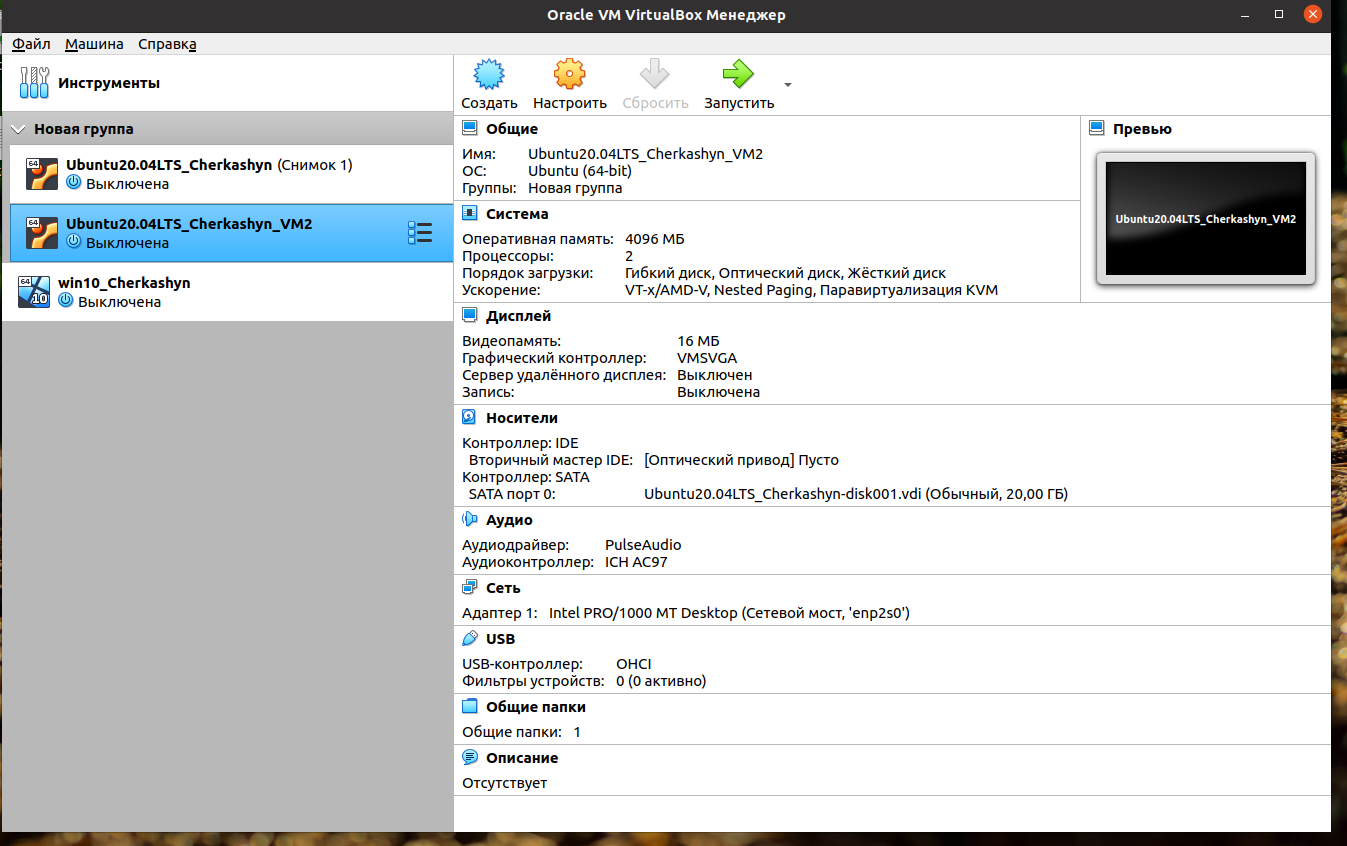 Oracle VM VirtualBox Менеджер
Файл Машина Справка
Инструменты
Новая группа
64
Ubuntu20.04LTS_Cherkashyn (Снимок 1)
Выключена
64
Ubuntu20.04LTS_Cherkashyn_VM2
Выключена
64
10
win10_Cherkashyn
Выключена
Создать Настроить Сбросить Запустить
Общие
Имя: Ubuntu20.04LTS_Cherkashyn_VM2
ОС: Ubuntu (64-bit)
Группы: Новая группа
Превью
Ubuntu20.04LTS_Cherkashyn_VM2
Система
Оперативная память: 4096 МБ
Процессоры: 2
Порядок загрузки: Гибкий диск, Оптический диск, Жёсткий диск
Ускорение: VT-x/AMD-V, Nested Paging, Паравиртуализация KVM
Дисплей
Видеопамять: 16 МБ
Графический контроллер: VMSVGA
Сервер удалённого дисплея: Выключен
Запись: Выключена
Носители
Контроллер: IDE
Вторичный мастер IDE: [Оптический привод] Пусто
Контроллер: SATA
SATA порт 0: Ubuntu20.04LTS_Cherkashyn-disk001.vdi (Обычный, 20,00 ГБ)
Аудио
Аудиодрайвер: PulseAudio
Аудиоконтроллер: ICH AC97
Сеть
Адаптер 1: Intel PRO/1000 MT Desktop (Сетевой мост, 'enp2s0')
USB
USB-контроллер: OHCI
Фильтры устройств: 0 (0 активно)
Общие папки
Общие папки: 1
Описание
Отсутствует